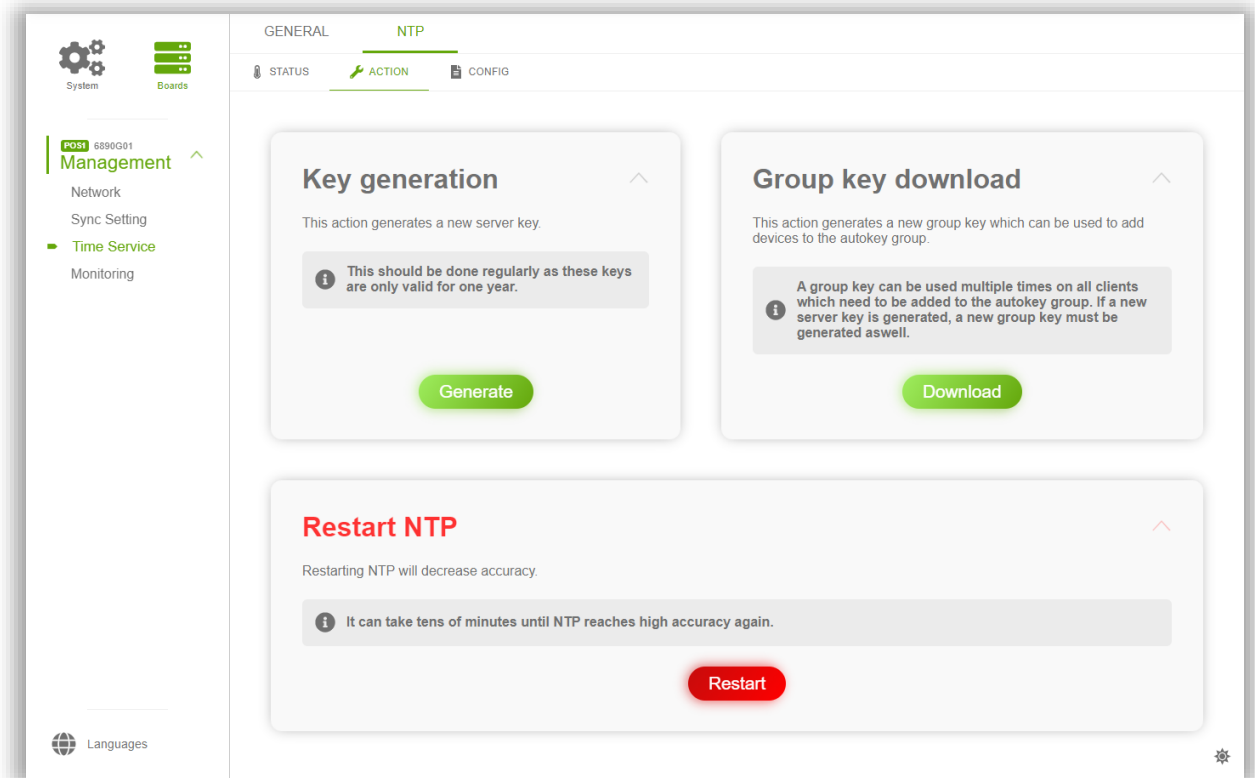 System
Boards
POS1 6890G01
Management
Network
Sync Setting
Time Service
Monitoring
Languages
GENERAL NTP
STATUS ACTION CONFIG
Key generation
This action generates a new server key.
This should be done regularly as these keys
are only valid for one year.
Generate
Group key download
This action generates a new group key which can be used to add
devices to the autokey group.
A group key can be used multiple times on all clients
which need to be added to the autokey group. If a new
server key is generated, a new group key must be
generated aswell.
Download
Restart NTP
Restarting NTP will decrease accuracy.
It can take tens of minutes until NTP reaches high accuracy again.
Restart